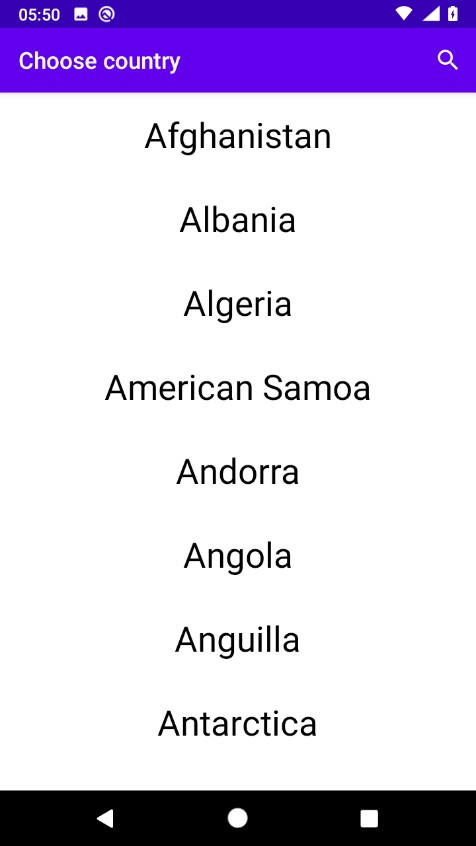 05:50
Choose country
Afghanistan
Albania
Algeria
American Samoa
Andorra
Angola
Anguilla
Antarctica